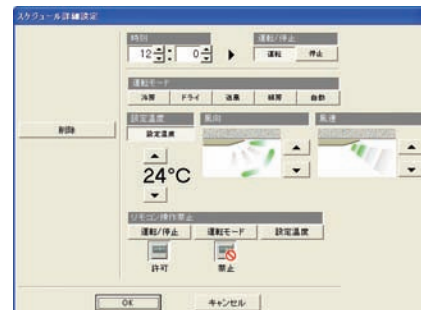 スケジュール詳細設定
時刻
運転/停止
12 : 0
運転 停止
運転モード
冷房 ドライ 送風 暖房 自動
設定温度 風向 風速
削除
設定温度
24°C
リモコン操作禁止
運転/停止 運転モード 設定温度
許可 禁止
OK キャンセル